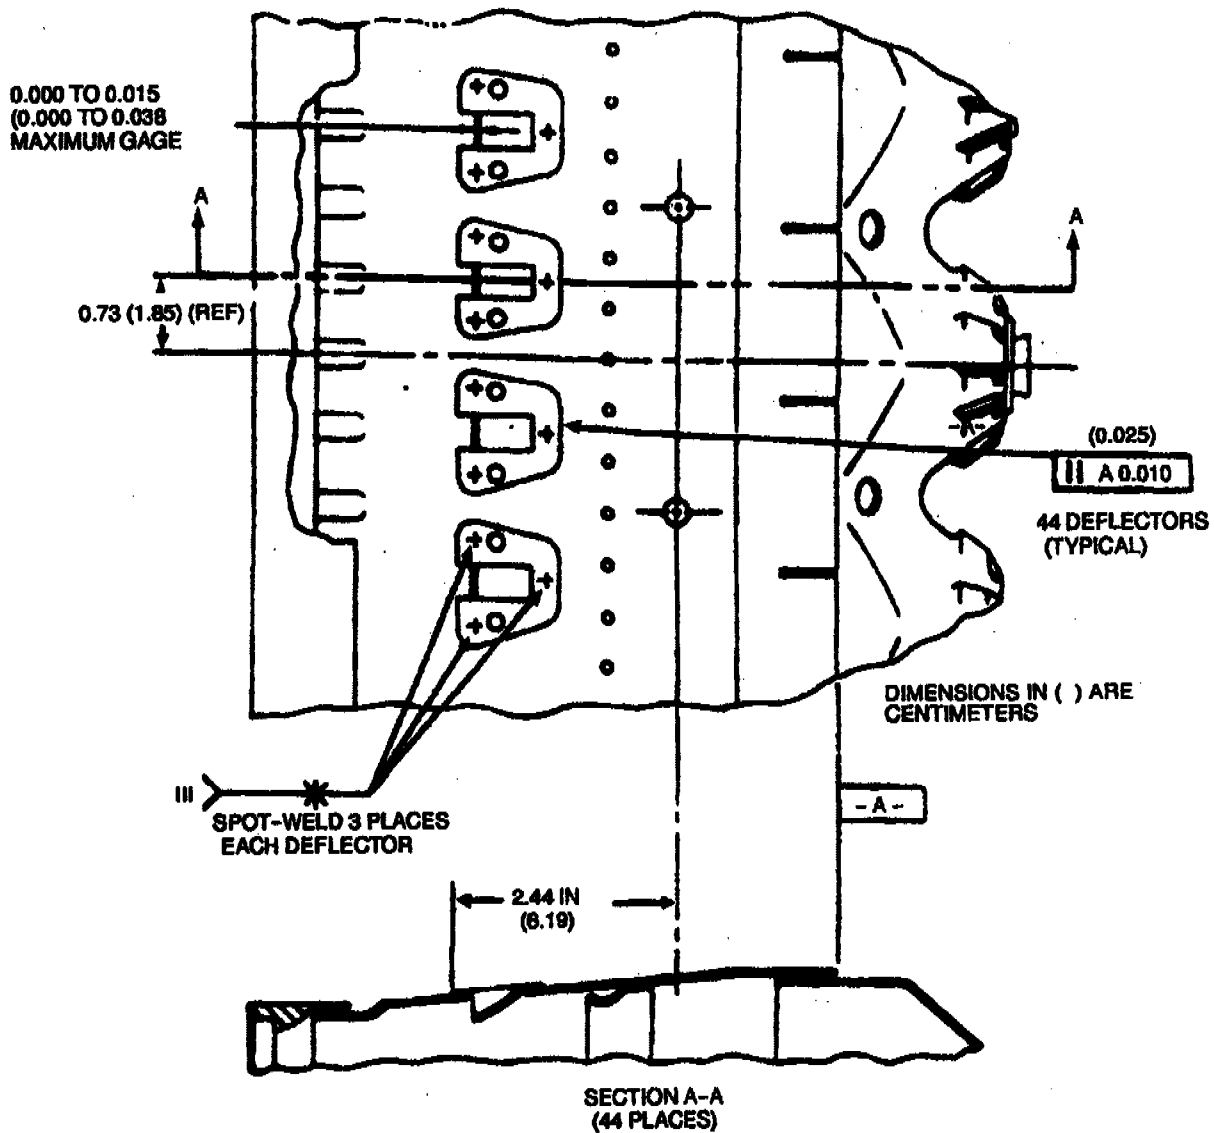 0.000 TO 0.015
(0.000 TO 0.038
MAXIMUM GAGE
A
A
0.73 (1.85) (REF)
-A-
(0.025)
|| A 0.010
44 DEFLECTORS
(TYPICAL)
DIMENSIONS IN ( ) ARE
CENTIMETERS
III
SPOT-WELD 3 PLACES
EACH DEFLECTOR
- A -
2.44 IN
(6.19)
SECTION A-A
(44 PLACES)